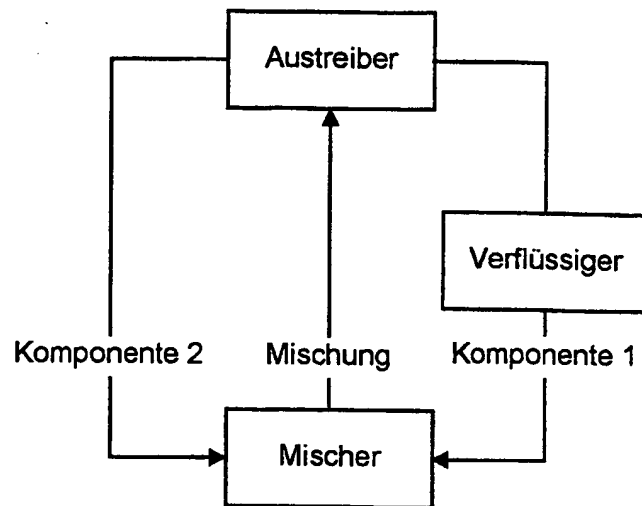 Austreiber
Verflüssiger
Komponente 2
Mischung
Komponente 1
Mischer